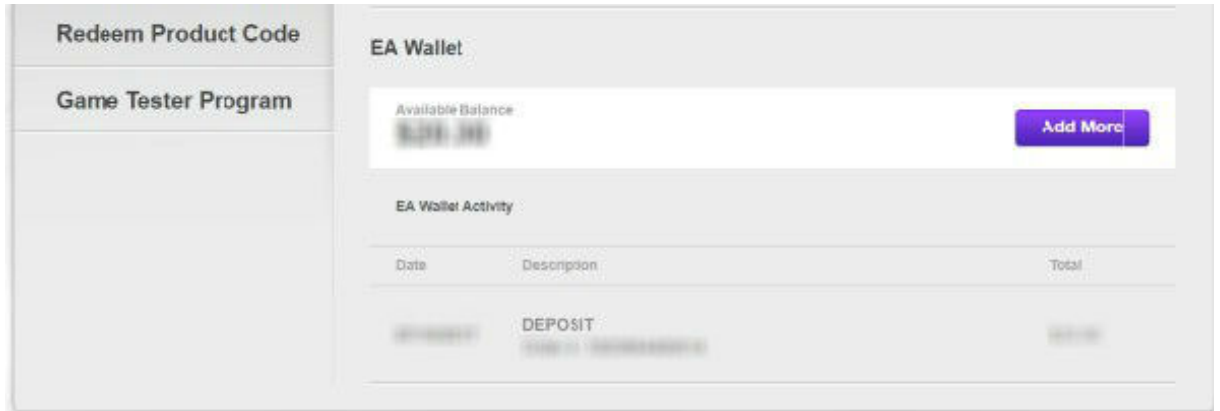 Redeem Product Code
Game Tester Program
EA Wallet
Available Balance
Add More
EA Wallet Activity
Date Description Total
DEPOSIT